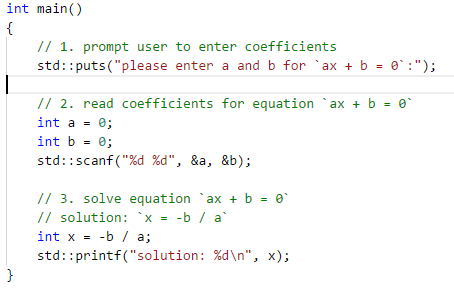 int main()
{
    // 1. prompt user to enter coefficients
    std::puts("please enter a and b for `ax + b = 0`:");

    // 2. read coefficients for equation `ax + b = 0`
    int a = 0;
    int b = 0;
    std::scanf("%d %d", &a, &b);

    // 3. solve equation `ax + b = 0`
    // solution: `x = -b / a`
    int x = -b / a;
    std::printf("solution: %d\n", x);
}